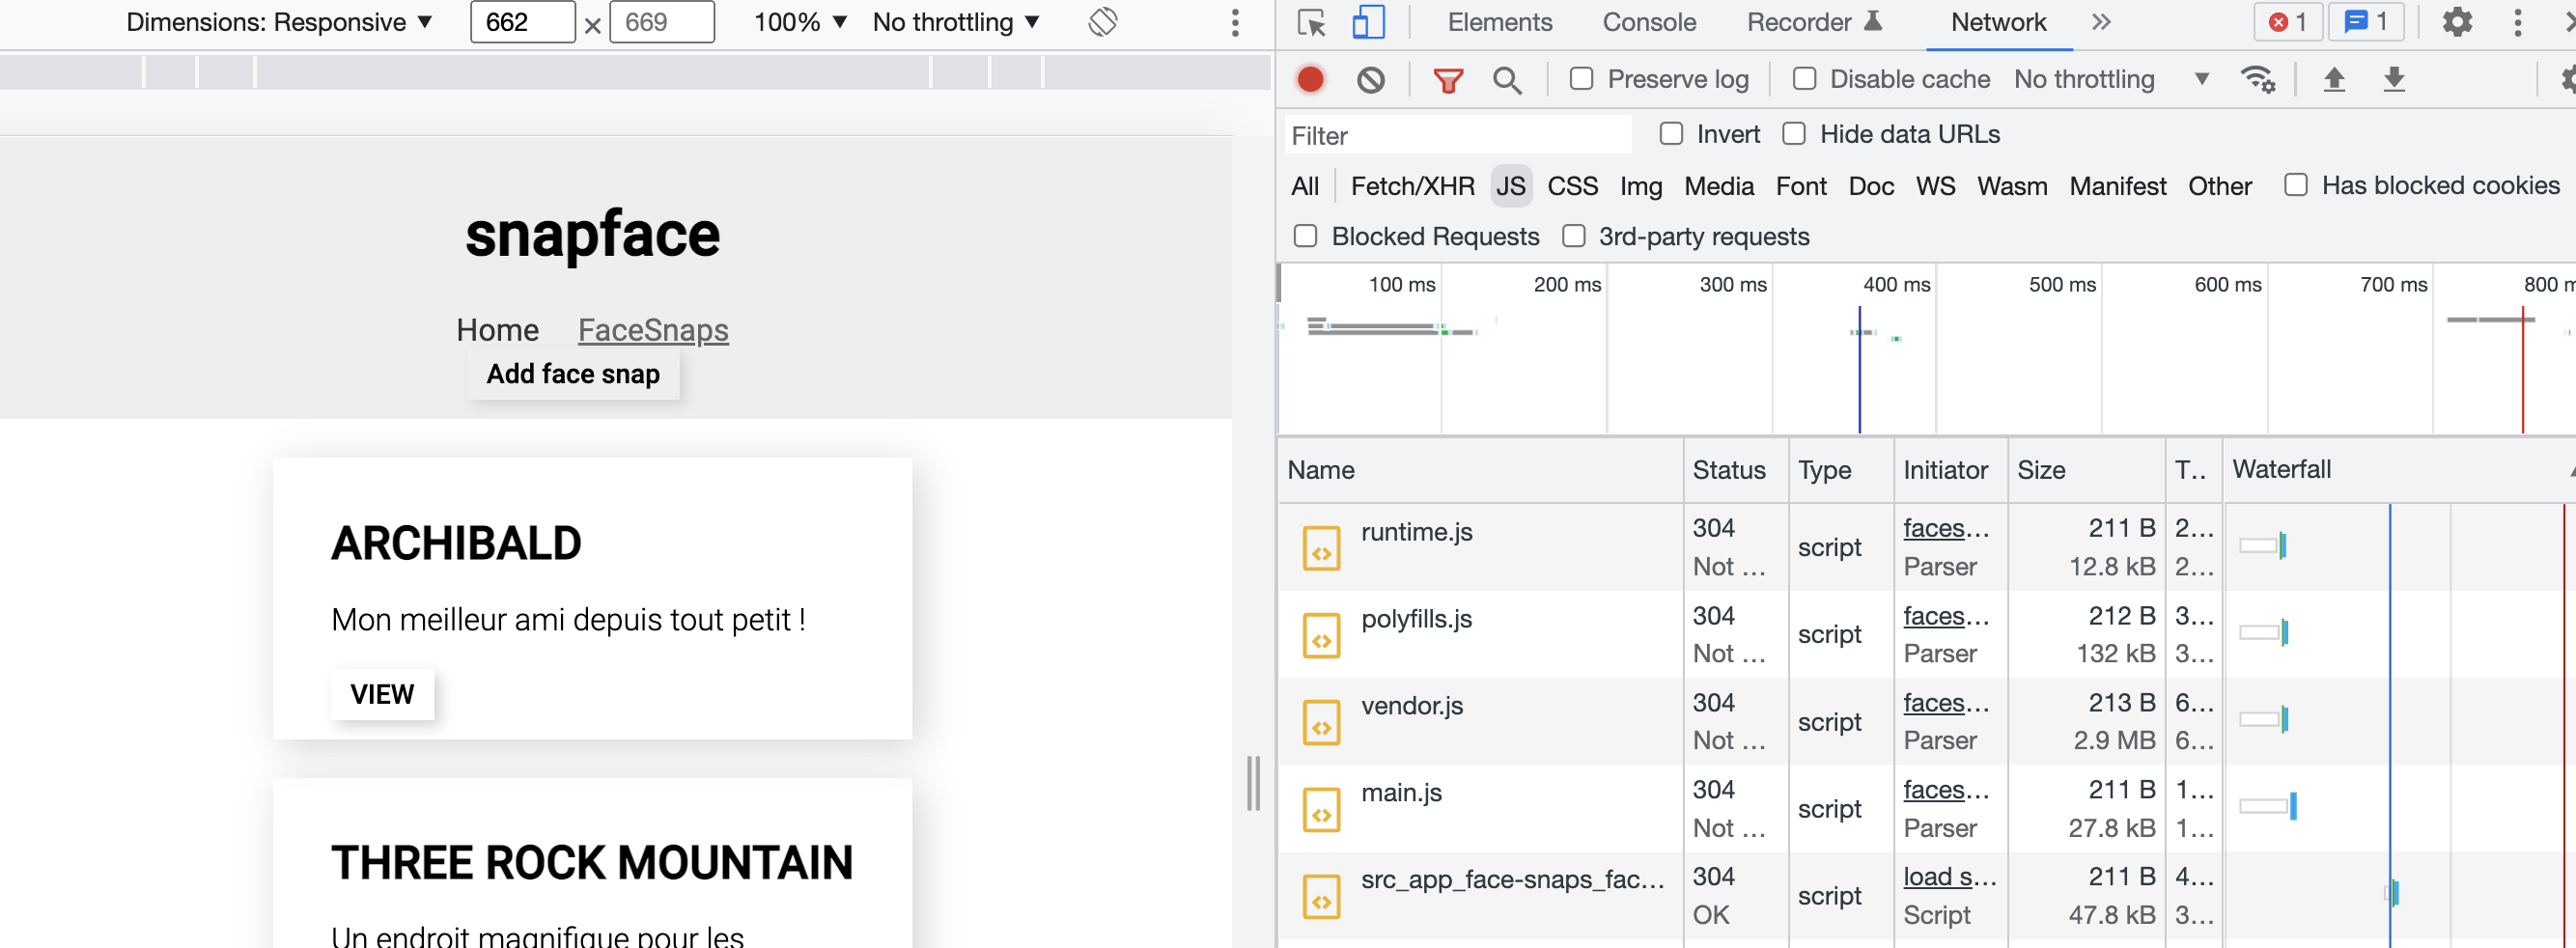 Dimensions: Responsive ▼ 662 × 669 100% ▼ No throttling ▼
snapface
Home FaceSnaps
Add face snap
ARCHIBALD
Mon meilleur ami depuis tout petit !
VIEW
THREE ROCK MOUNTAIN
Un endroit magnifique pour les
Elements Console Recorder Network » 1 1
Preserve log Disable cache No throttling ▼
Filter Invert Hide data URLs
All Fetch/XHR JS CSS Img Media Font Doc WS Wasm Manifest Other Has blocked cookies
Blocked Requests 3rd-party requests
100 ms 200 ms 300 ms 400 ms 500 ms 600 ms 700 ms 800 m
Name Status Type Initiator Size T.. Waterfall
runtime.js 304 script faces... 211 B 2...
Not ... Parser 12.8 kB 2...
polyfills.js 304 script faces... 212 B 3...
Not ... Parser 132 kB 3...
vendor.js 304 script faces... 213 B 6...
Not ... Parser 2.9 MB 6...
main.js 304 script faces... 211 B 1...
Not ... Parser 27.8 kB 1...
src_app_face-snaps_fac... 304 script load s... 211 B 4...
OK Script 47.8 kB 3...